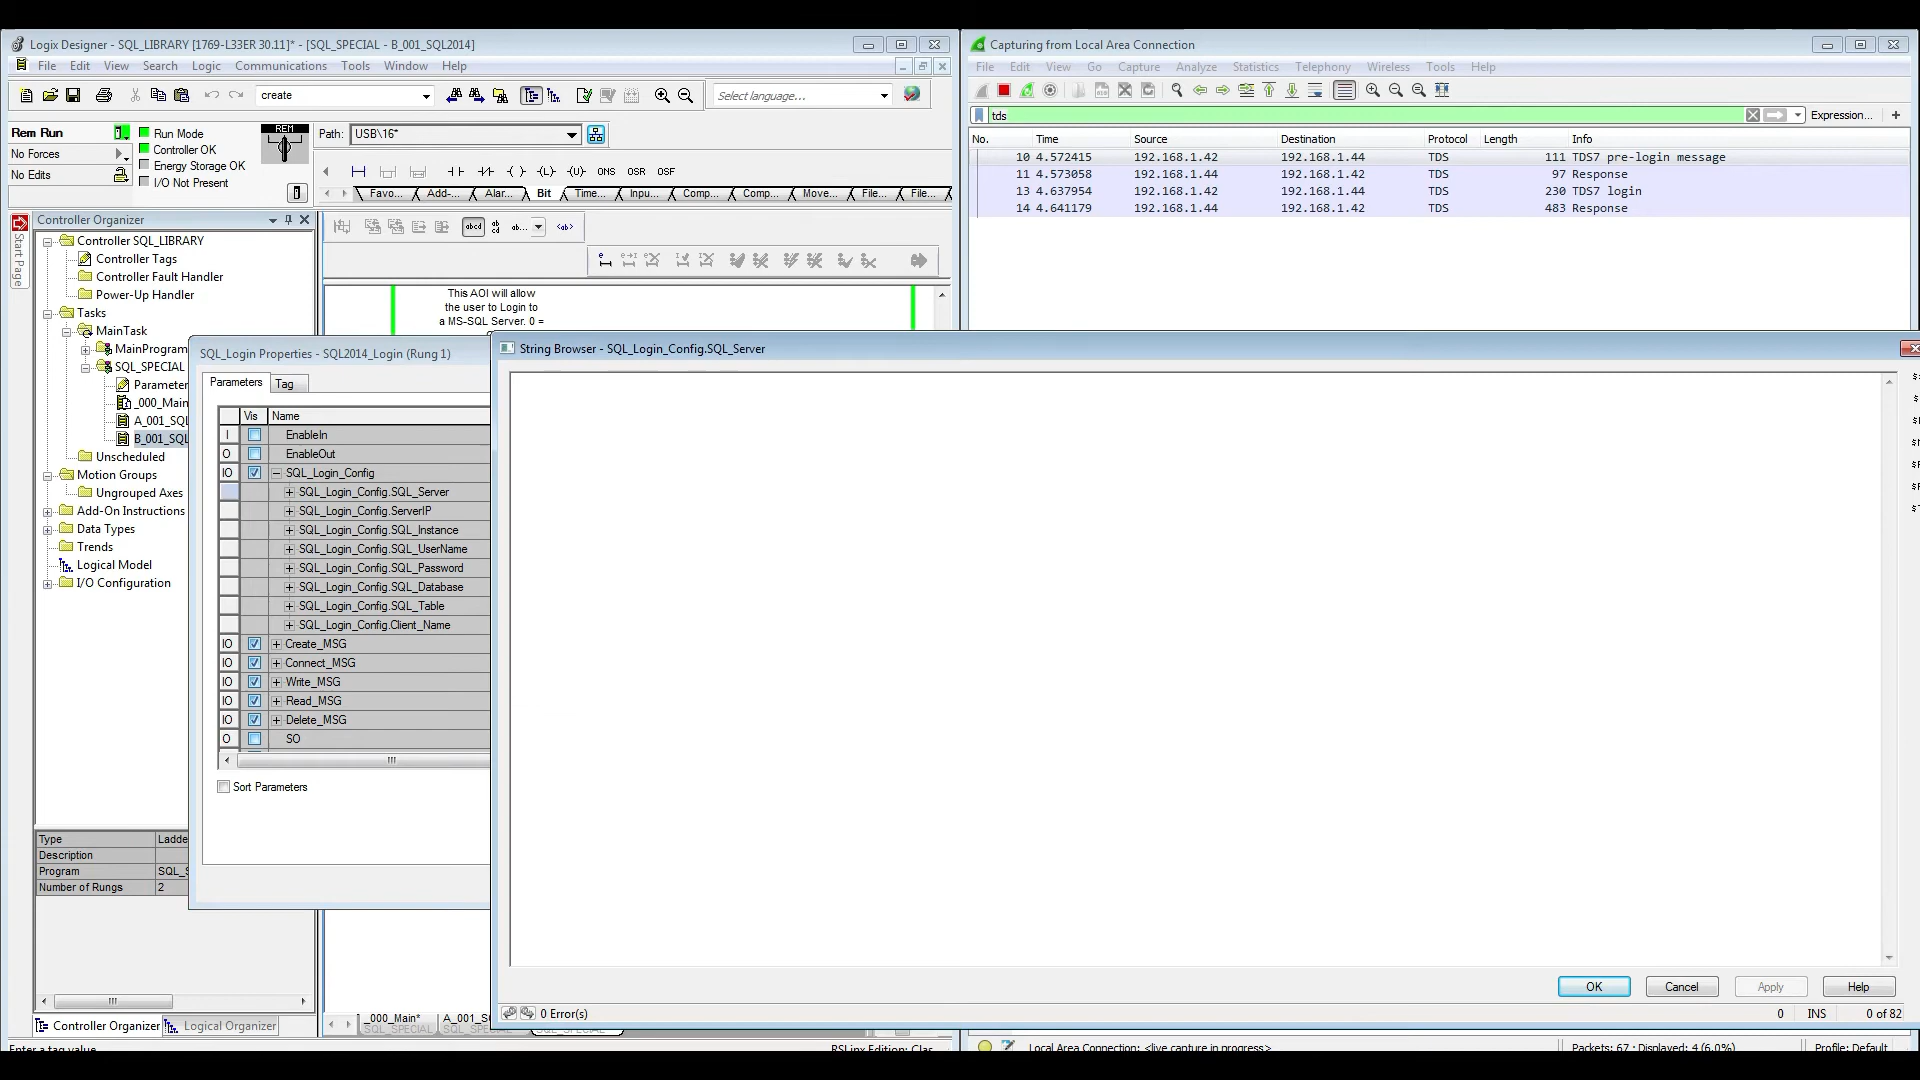 Logix Designer - SQL_LIBRARY [1769-L33ER 30.11]* - [SQL_SPECIAL - B_001_SQL2014]
File Edit View Search Logic Communications Tools Window Help
create
Select language...
Rem Run
No Forces
No Edits
Run Mode
Controller OK
Energy Storage OK
I/O Not Present
REM
Path: USB\16*
ONS OSR OSF
Favo... Add-... Alar... Bit Time... Inpu... Comp... Comp... Move... File... File...
Start Page
Controller Organizer
Controller SQL_LIBRARY
Controller Tags
Controller Fault Handler
Power-Up Handler
Tasks
MainTask
MainProgram
SQL_SPECIAL
Parameter
_000_Main
A_001_SQL
B_001_SQL
Unscheduled
Motion Groups
Ungrouped Axes
Add-On Instructions
Data Types
Trends
Logical Model
I/O Configuration
Type Ladde
Description
Program SQL_S
Number of Rungs 2
Controller Organizer Logical Organizer
Enter a tag value
This AOI will allow
the user to Login to
a MS-SQL Server. 0 =
_000_Main* A_001_S
SQL_SPECIAL
RSLinx Edition: Clas
SQL_Login Properties - SQL2014_Login (Rung 1)
Parameters Tag
Vis Name
I EnableIn
O EnableOut
IO SQL_Login_Config
SQL_Login_Config.SQL_Server
SQL_Login_Config.ServerIP
SQL_Login_Config.SQL_Instance
SQL_Login_Config.SQL_UserName
SQL_Login_Config.SQL_Password
SQL_Login_Config.SQL_Database
SQL_Login_Config.SQL_Table
SQL_Login_Config.Client_Name
IO Create_MSG
IO Connect_MSG
IO Write_MSG
IO Read_MSG
IO Delete_MSG
O SO
Sort Parameters
String Browser - SQL_Login_Config.SQL_Server
OK Cancel Apply Help
0 Error(s)
0 INS 0 of 82
Capturing from Local Area Connection
File Edit View Go Capture Analyze Statistics Telephony Wireless Tools Help
tds
Expression... +
No. Time Source Destination Protocol Length Info
10 4.572415 192.168.1.42 192.168.1.44 TDS 111 TDS7 pre-login message
11 4.573058 192.168.1.44 192.168.1.42 TDS 97 Response
13 4.637954 192.168.1.42 192.168.1.44 TDS 230 TDS7 login
14 4.641179 192.168.1.44 192.168.1.42 TDS 483 Response
Local Area Connection: <live capture in progress>
Packets: 67 · Displayed: 4 (6.0%)
Profile: Default